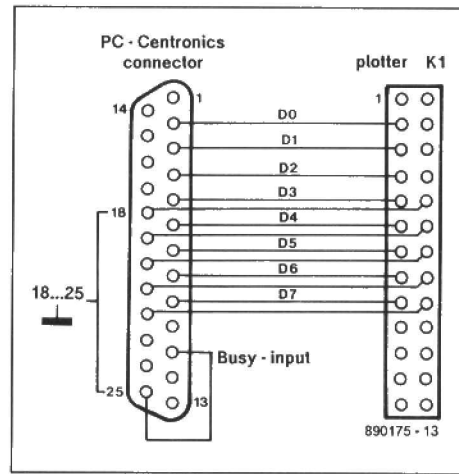 PC - Centronics
connector
plotter K1
1
1
14
D0
D1
D2
D3
18
D4
D5
D6
D7
18...25
Busy - input
25
13
890175 - 13